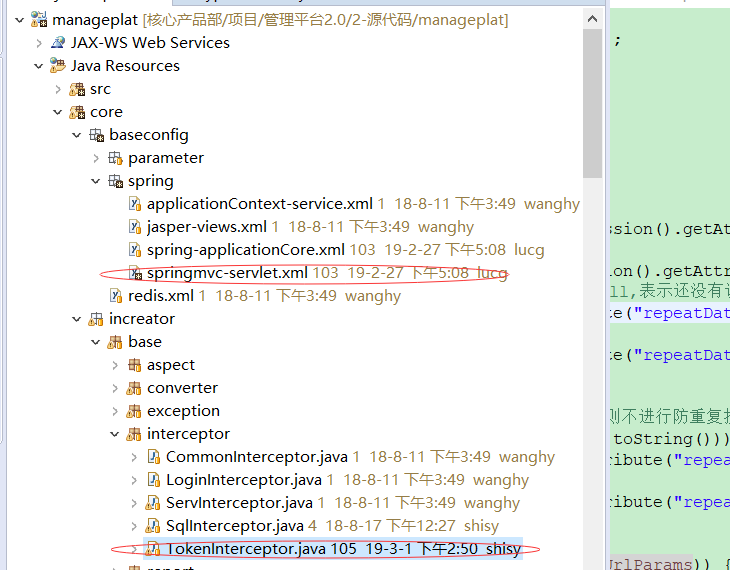 manageplat [核心产品部/项目/管理平台2.0/2-源代码/manageplat]
JAX-WS Web Services
Java Resources
src
core
baseconfig
parameter
spring
applicationContext-service.xml 1 18-8-11 下午3:49 wanghy
jasper-views.xml 1 18-8-11 下午3:49 wanghy
spring-applicationCore.xml 103 19-2-27 下午5:08 lucg
springmvc-servlet.xml 103 19-2-27 下午5:08 lucg
redis.xml 1 18-8-11 下午3:49 wanghy
increator
base
aspect
converter
exception
interceptor
CommonInterceptor.java 1 18-8-11 下午3:49 wanghy
LoginInterceptor.java 1 18-8-11 下午3:49 wanghy
ServInterceptor.java 1 18-8-11 下午3:49 wanghy
SqlInterceptor.java 4 18-8-17 下午12:27 shisy
TokenInterceptor.java 105 19-3-1 下午2:50 shisy
;
ssion().getA
ion().getAttr
ll,表示还没有
te("repeatDat
te("repeatDat
则不进行防重复
toString()))
ribute("repea
ribute("repea
UrlParams)) {